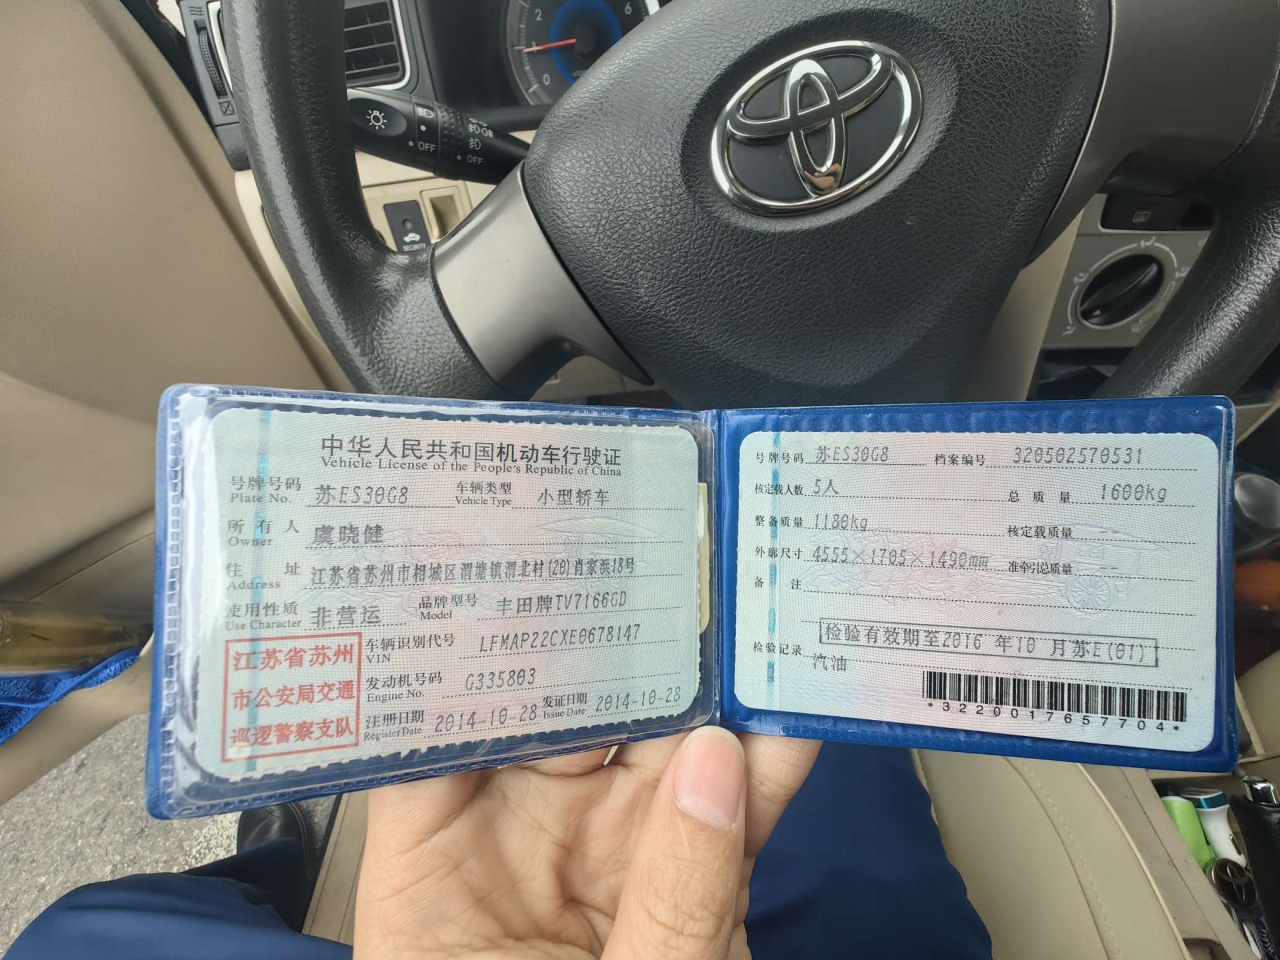 2
6
0
OFF
OFF
SECURITY
中华人民共和国机动车行驶证
Vehicle License of the People's Republic of China
号牌号码 苏ES30G8 车辆类型 小型轿车
Plate No. Vehicle Type
所有人 虞晓健
Owner
住址 江苏省苏州市相城区渭塘镇渭北村(20)肖家浜18号
Address
使用性质 非营运 品牌型号 丰田牌TV7166GD
Use Character Model
江苏省苏州
市公安局交通
巡逻警察支队
车辆识别代号 LFMAP22CXE0678147
VIN
发动机号码 G335803
Engine No.
注册日期 2014-10-28 发证日期 2014-10-28
Register Date Issue Date
号牌号码 苏ES30G8 档案编号 320502570531
核定载人数 5人 总质量 1600kg
整备质量 1180kg 核定载质量
外廓尺寸 4555×1705×1490mm 准牵引总质量
备注
检验有效期至2016 年10 月苏E(01)
检验记录
汽油
*3220017657704*